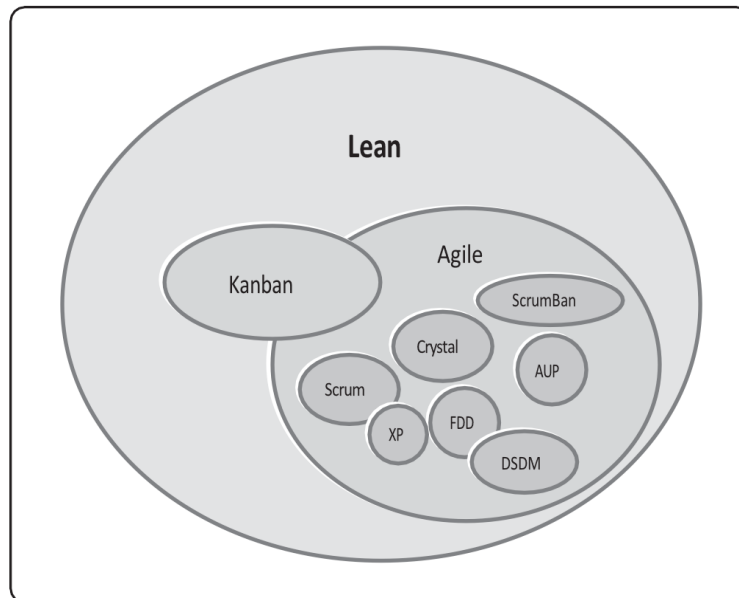 Lean
Agile
Kanban
ScrumBan
Crystal
AUP
Scrum
FDD
XP
DSDM